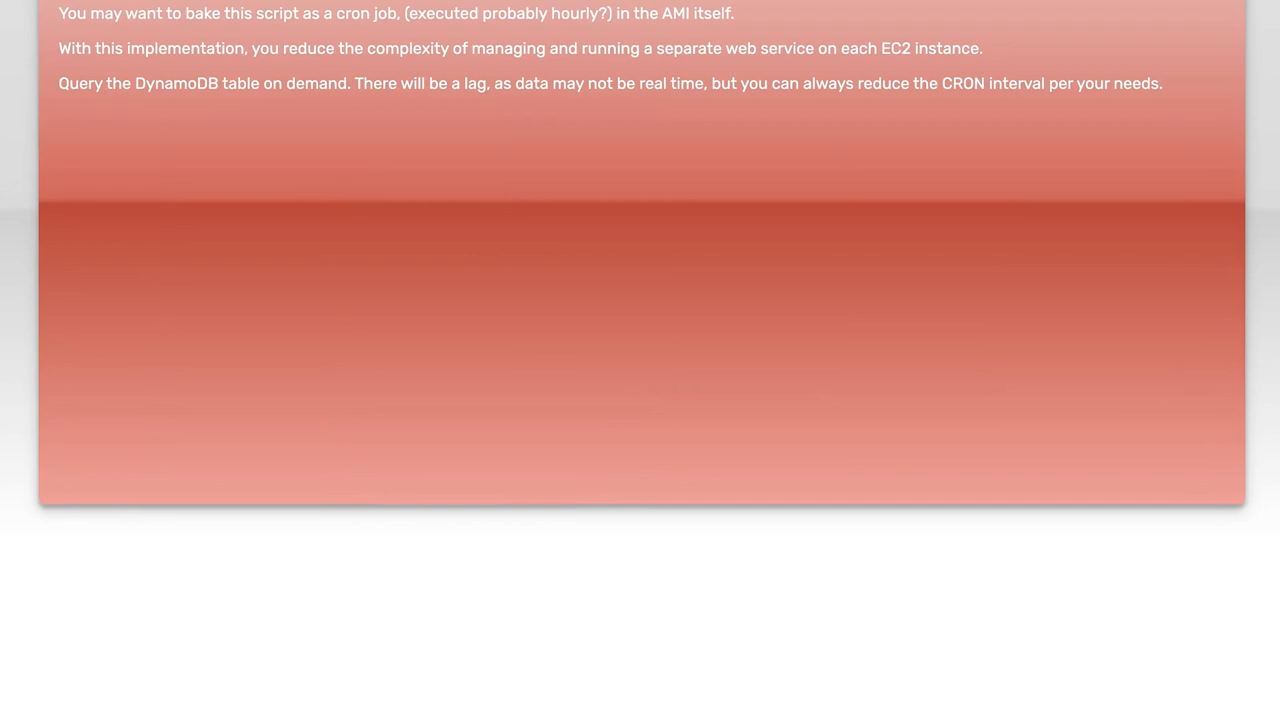 You may want to bake this script as a cron job, (executed probably hourly?) in the AMI itself.
With this implementation, you reduce the complexity of managing and running a separate web service on each EC2 instance.
Query the DynamoDB table on demand. There will be a lag, as data may not be real time, but you can always reduce the CRON interval per your needs.